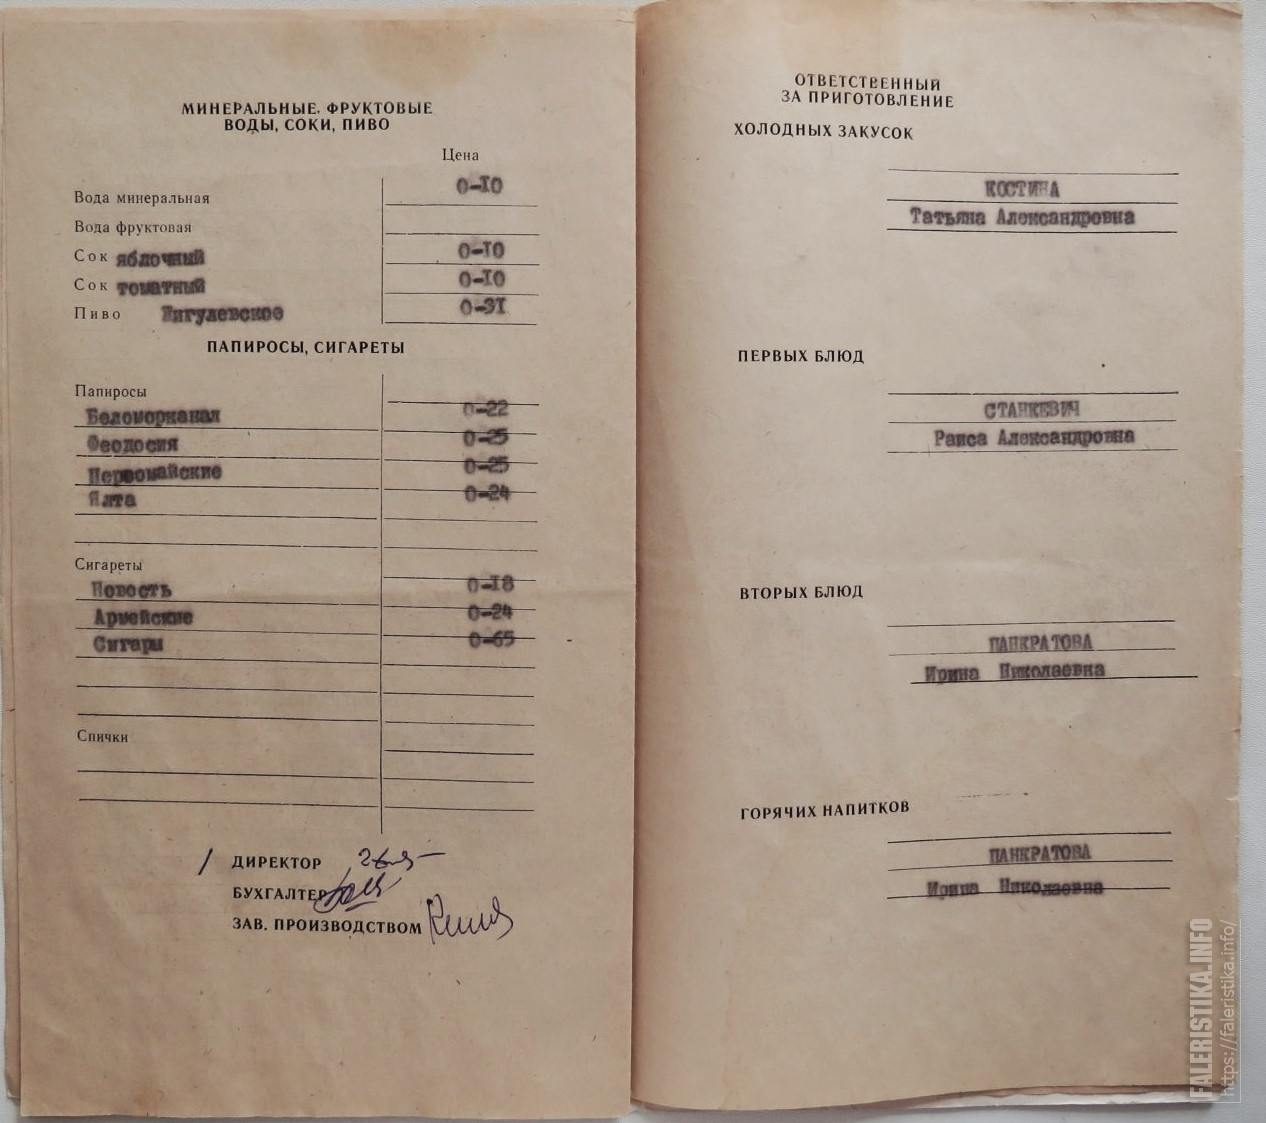 МИНЕРАЛЬНЫЕ, ФРУКТОВЫЕ
ВОДЫ, СОКИ, ПИВО
Цена
Вода минеральная 0-10
Вода фруктовая
Сок яблочный 0-10
Сок томатный 0-10
Пиво Жигулевское 0-31
ПАПИРОСЫ, СИГАРЕТЫ
Папиросы
Беломорканал 0-22
Феодосия 0-25
Первомайские 0-25
Ялта 0-24
Сигареты
Новость 0-18
Армейские 0-24
Сигары 0-65
Спички
ДИРЕКТОР
БУХГАЛТЕР
ЗАВ. ПРОИЗВОДСТВОМ
ОТВЕТСТВЕННЫЙ
ЗА ПРИГОТОВЛЕНИЕ
ХОЛОДНЫХ ЗАКУСОК
КОСТИНА
Татьяна Александровна
ПЕРВЫХ БЛЮД
СТАНКЕВИЧ
Раиса Александровна
ВТОРЫХ БЛЮД
ПАНКРАТОВА
Ирина Николаевна
ГОРЯЧИХ НАПИТКОВ
ПАНКРАТОВА
Ирина Николаевна
FALERISTIKA.INFO
https://faleristika.info/